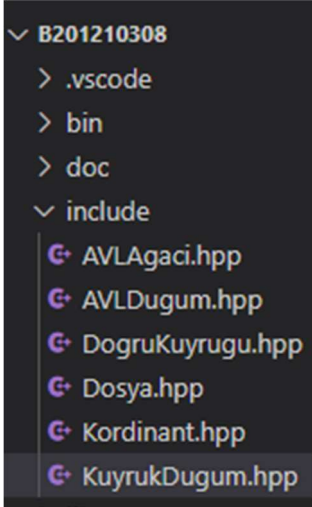 B201210308
.vscode
bin
doc
include
AVLAgaci.hpp
AVLDugum.hpp
DogruKuyrugu.hpp
Dosya.hpp
Kordinant.hpp
KuyrukDugum.hpp